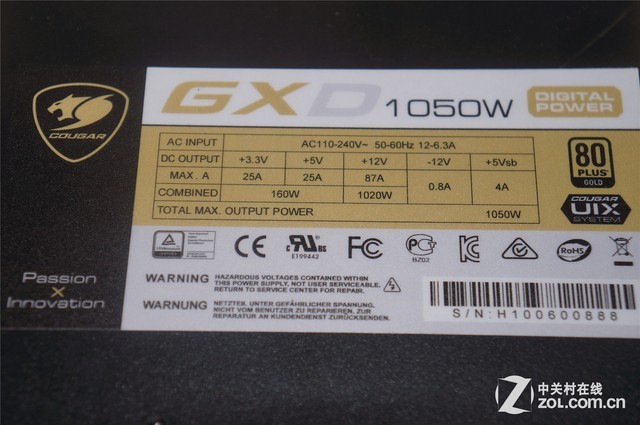 GXD 1050W DIGITAL POWER
COUGAR
AC INPUT AC110-240V~ 50-60Hz 12-6.3A
DC OUTPUT +3.3V +5V +12V -12V +5Vsb
MAX. A 25A 25A 87A 0.8A 4A
COMBINED 160W 1020W
TOTAL MAX. OUTPUT POWER 1050W
80 PLUS GOLD
COUGAR UIX SYSTEM
CE c RU US E199442 FC PCT BZ02 RoHS
Passion × Innovation
WARNING HAZARDOUS VOLTAGES CONTAINED WITHIN
THIS POWER SUPPLY, NOT USER SERVICEABLE.
RETURN TO SERVICE CENTER FOR REPAIR.
WARNUNG NETZTEIL UNTER GEFÄHRLICHER SPANNUNG,
NICHT VOM BENUTZER ZU REPARIEREN. ZUR
REPARATUR AN KUNDENDIENST ZURÜCKSENDEN.
S/N:H100600888
Z 中关村在线
ZOL.com.cn